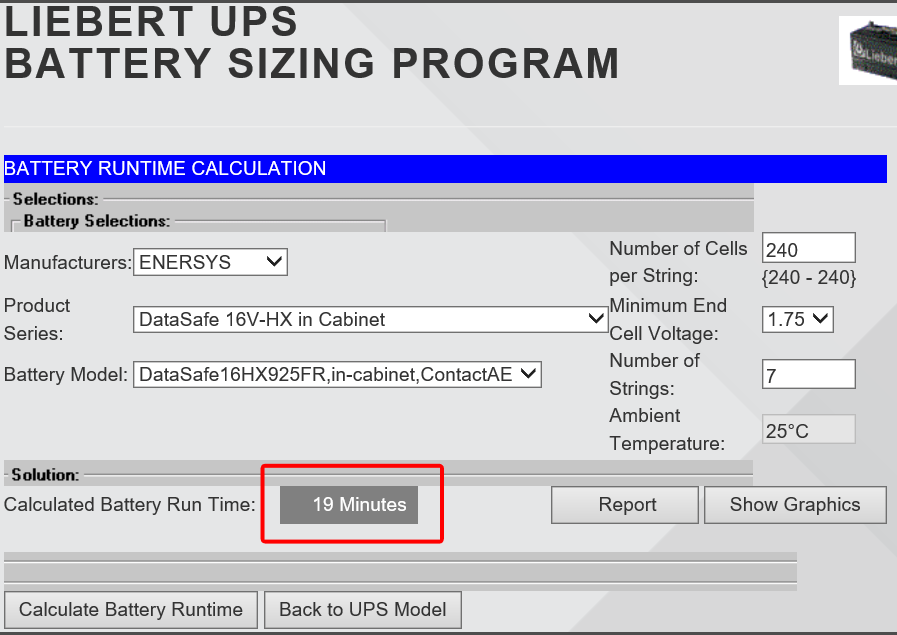 LIEBERT UPS
BATTERY SIZING PROGRAM
Liebert
BATTERY RUNTIME CALCULATION
Selections:
Battery Selections:
Manufacturers: ENERSYS
Number of Cells per String: 240
{240 - 240}
Product Series: DataSafe 16V-HX in Cabinet
Minimum End Cell Voltage: 1.75
Battery Model: DataSafe16HX925FR,in-cabinet,ContactAE
Number of Strings: 7
Ambient Temperature: 25°C
Solution:
Calculated Battery Run Time: 19 Minutes
Report
Show Graphics
Calculate Battery Runtime
Back to UPS Model